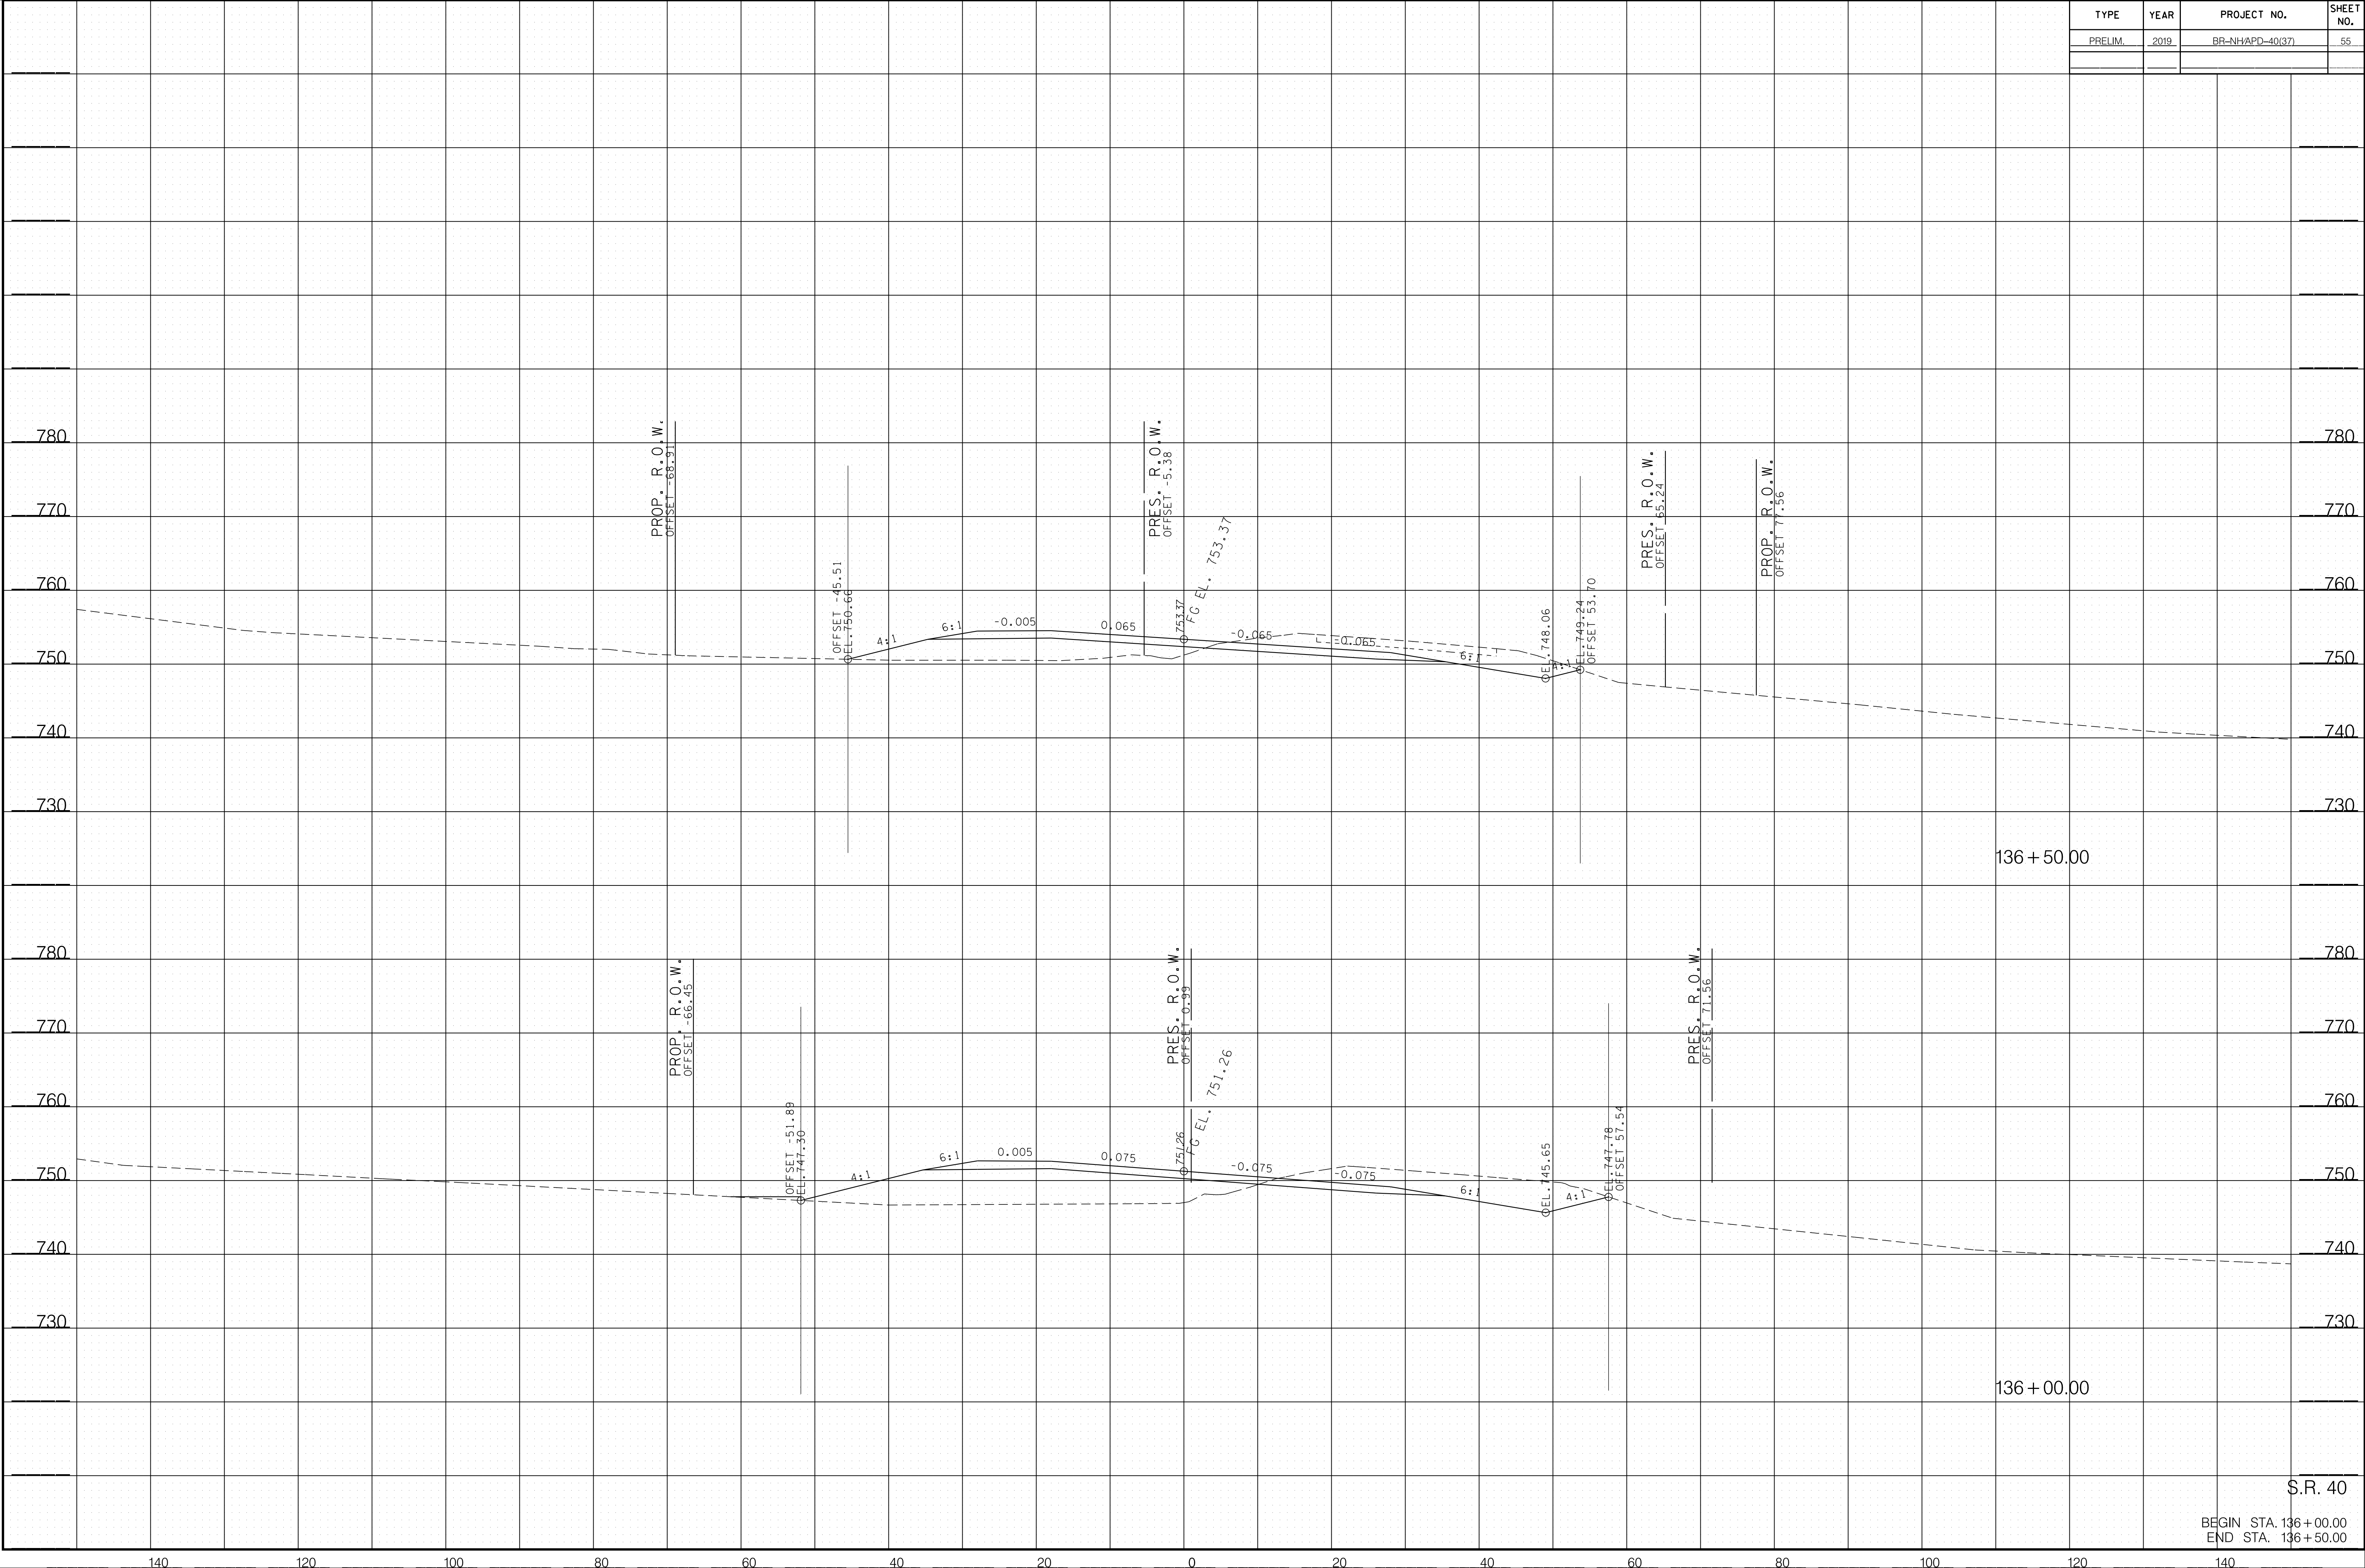 TYPE YEAR PROJECT NO. SHEET NO.
PRELIM. 2019 BR-NH/APD-40(37) 55
780 780
770 770
760 760
750 750
740 740
730 730
PROP. R.O.W.
OFFSET -68.91
OFFSET -45.51
EL.750.66
PRES. R.O.W.
OFFSET -5.38
753.37
FG EL. 753.37
4:1
6:1
-0.005
0.065
-0.065
-0.065
6:1
4:1
EL.748.06
EL.749.24
OFFSET 53.70
PRES. R.O.W.
OFFSET 65.24
PROP. R.O.W.
OFFSET 77.56
136+50.00
780 780
770 770
760 760
750 750
740 740
730 730
PROP. R.O.W.
OFFSET -66.45
OFFSET -51.89
EL.747.30
PRES. R.O.W.
OFFSET 0.99
751.26
FG EL. 751.26
4:1
6:1
0.005
0.075
-0.075
-0.075
6:1
4:1
EL.745.65
EL.747.78
OFFSET 57.54
PRES. R.O.W.
OFFSET 71.56
136+00.00
S.R. 40
BEGIN STA. 136+00.00
END STA. 136+50.00
140 120 100 80 60 40 20 0 20 40 60 80 100 120 140